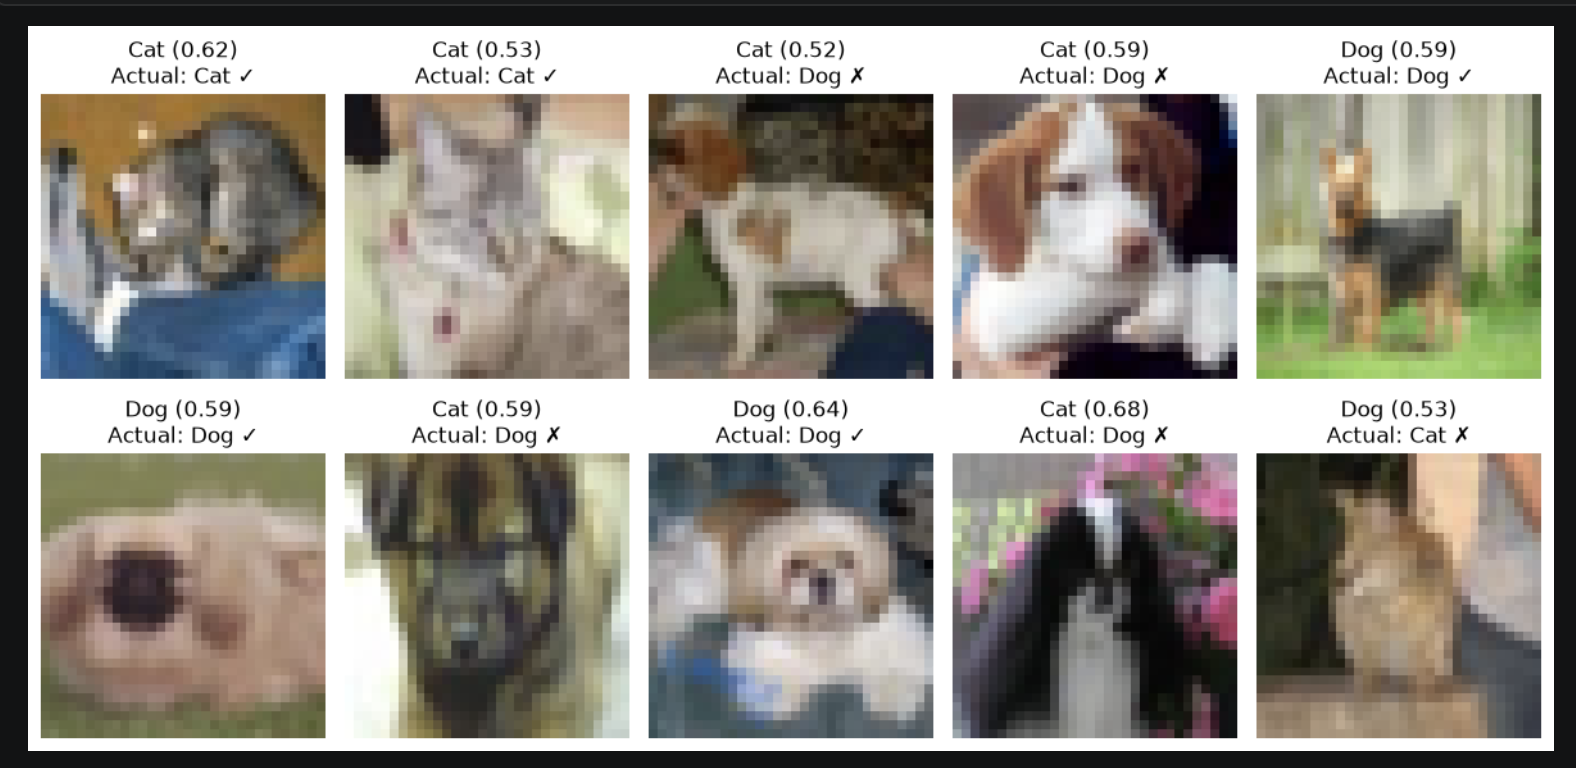 Cat (0.62)
Actual: Cat ✓
Cat (0.53)
Actual: Cat ✓
Cat (0.52)
Actual: Dog ✗
Cat (0.59)
Actual: Dog ✗
Dog (0.59)
Actual: Dog ✓
Dog (0.59)
Actual: Dog ✓
Cat (0.59)
Actual: Dog ✗
Dog (0.64)
Actual: Dog ✓
Cat (0.68)
Actual: Dog ✗
Dog (0.53)
Actual: Cat ✗